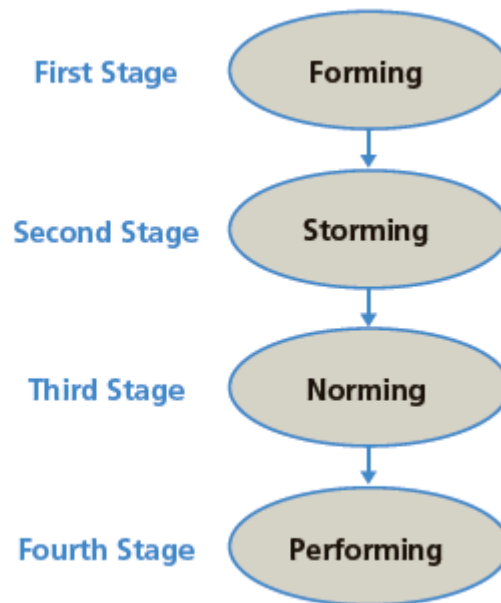 First Stage Forming
Second Stage Storming
Third Stage Norming
Fourth Stage Performing